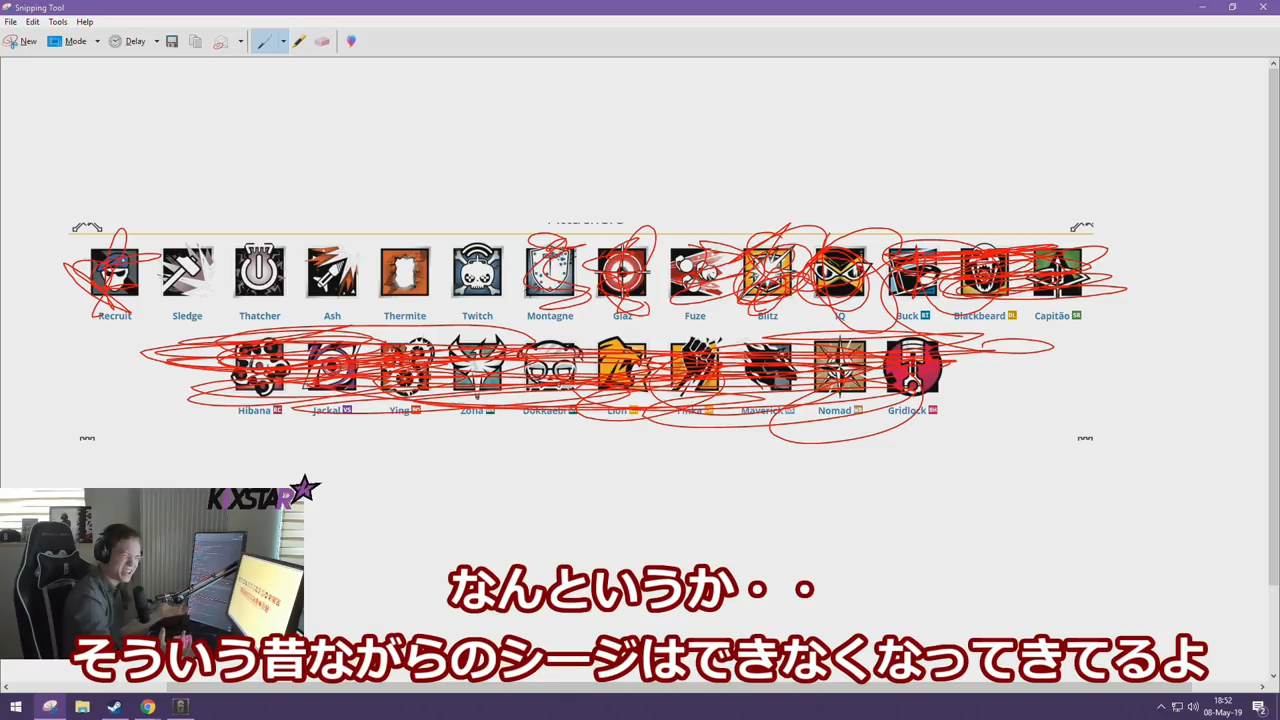 Snipping Tool
File Edit Tools Help
New Mode Delay
Recruit Sledge Thatcher Ash Thermite Twitch Montagne Glaz Fuze Blitz IQ Buck Blackbeard Capitão
Hibana Jackal Ying Zofia Dokkaebi Lion Finka Maverick Nomad Gridlock
KIXSTAR
なんというか・・
そういう昔ながらのシージはできなくなってきてるよ
18:52
08-May-19
2